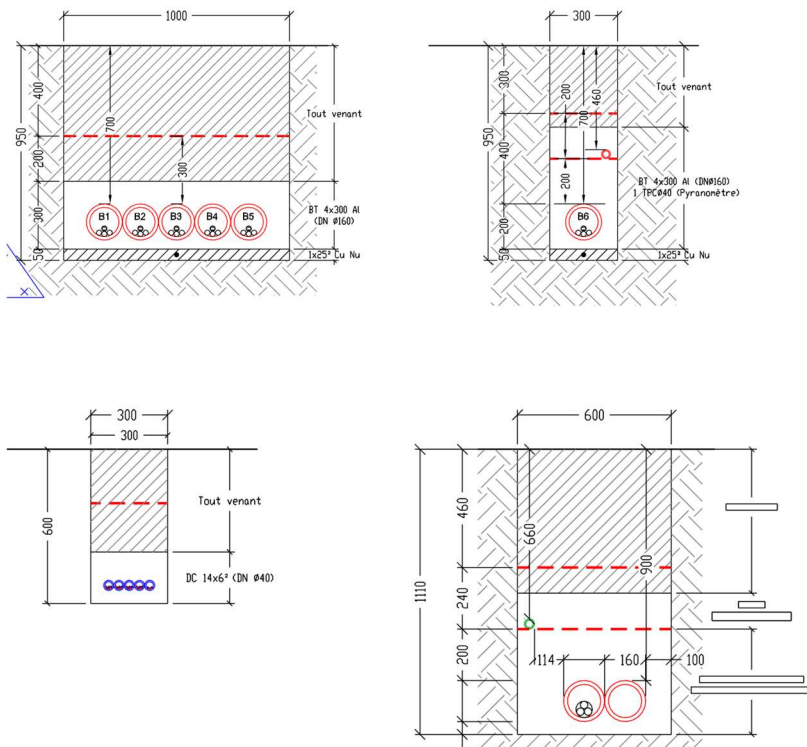 1000
400
950
200
300
50
700
300
Tout venant
BT 4x300 Al
(DN Ø160)
1x25² Cu Nu
B1 B2 B3 B4 B5
X
300
300
950
400
200
50
200
460
700
200
Tout venant
BT 4x300 Al (DNØ160)
1 TPCØ40 (Pyranomètre)
1x25² Cu Nu
B6
300
300
600
Tout venant
DC 14x6² (DN Ø40)
600
460
1110
240
200
660
900
114
160
100